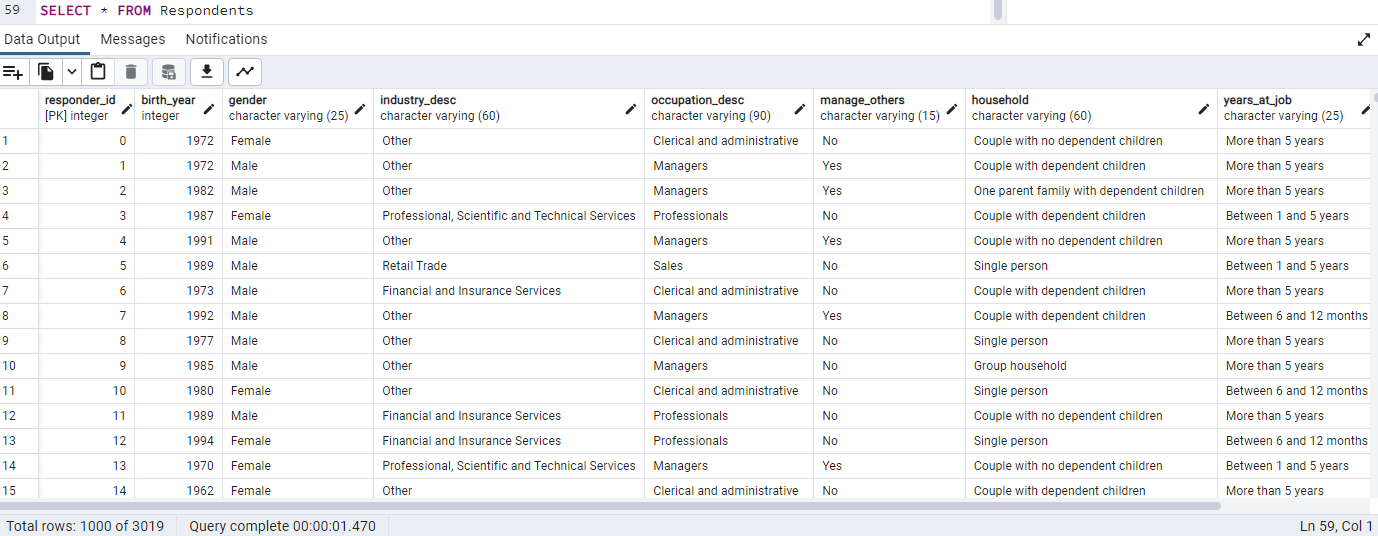 59 SELECT * FROM Respondents
Data Output Messages Notifications
responder_id birth_year gender industry_desc occupation_desc manage_others household years_at_job
[PK] integer integer character varying (25) character varying (60) character varying (90) character varying (15) character varying (60) character varying (25)
1 0 1972 Female Other Clerical and administrative No Couple with no dependent children More than 5 years
2 1 1972 Male Other Managers Yes Couple with dependent children More than 5 years
3 2 1982 Male Other Managers Yes One parent family with dependent children More than 5 years
4 3 1987 Female Professional, Scientific and Technical Services Professionals No Couple with dependent children Between 1 and 5 years
5 4 1991 Male Other Managers Yes Couple with no dependent children More than 5 years
6 5 1989 Male Retail Trade Sales No Single person Between 1 and 5 years
7 6 1973 Male Financial and Insurance Services Clerical and administrative No Couple with dependent children More than 5 years
8 7 1992 Male Other Managers Yes Couple with dependent children Between 6 and 12 months
9 8 1977 Male Other Clerical and administrative No Single person More than 5 years
10 9 1985 Male Other Managers No Group household More than 5 years
11 10 1980 Female Other Clerical and administrative No Single person Between 6 and 12 months
12 11 1989 Male Financial and Insurance Services Professionals No Couple with no dependent children More than 5 years
13 12 1994 Female Financial and Insurance Services Professionals No Single person Between 6 and 12 months
14 13 1970 Female Professional, Scientific and Technical Services Managers Yes Couple with no dependent children Between 1 and 5 years
15 14 1962 Female Other Clerical and administrative No Couple with dependent children More than 5 years
Total rows: 1000 of 3019 Query complete 00:00:01.470 Ln 59, Col 1